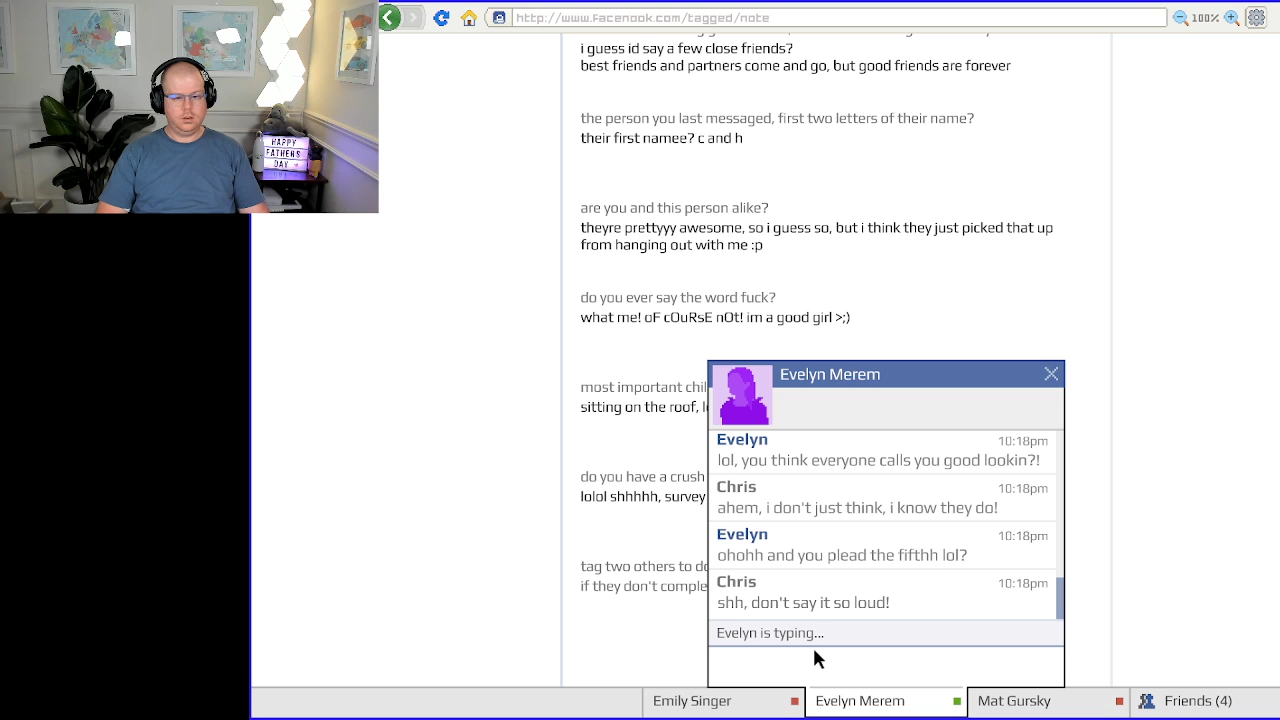 http://www.Facenook.com/tagged/note
100%
i guess id say a few close friends?
best friends and partners come and go, but good friends are forever
the person you last messaged, first two letters of their name?
their first namee? c and h
HAPPY
FATHERS
DAY
are you and this person alike?
theyre prettyyy awesome, so i guess so, but i think they just picked that up
from hanging out with me :p
do you ever say the word fuck?
what me! oF cOuRsE nOt! im a good girl >;)
most important chil
sitting on the roof, l
do you have a crush
lolol shhhhh, survey
tag two others to do
if they don't comple
Evelyn Merem
Evelyn 10:18pm
lol, you think everyone calls you good lookin?!
Chris 10:18pm
ahem, i don't just think, i know they do!
Evelyn 10:18pm
ohohh and you plead the fifthh lol?
Chris 10:18pm
shh, don't say it so loud!
Evelyn is typing...
Emily Singer
Evelyn Merem
Mat Gursky
Friends (4)